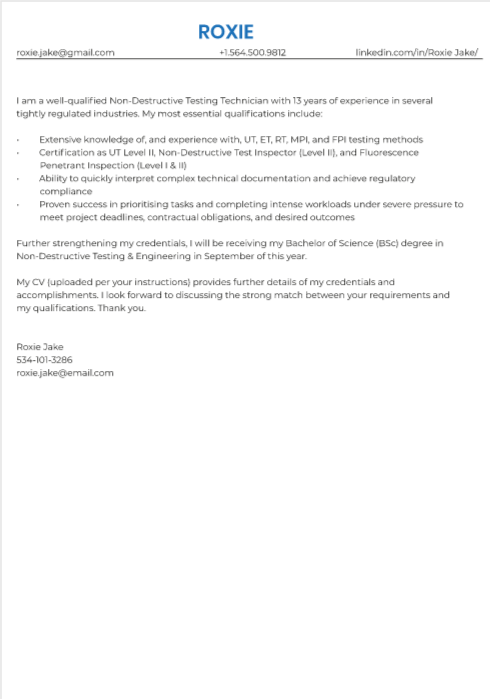 ROXIE
roxie.jake@gmail.com +1.564.500.9812 linkedin.com/in/Roxie Jake/
I am a well-qualified Non-Destructive Testing Technician with 13 years of experience in several
tightly regulated industries. My most essential qualifications include:
• Extensive knowledge of, and experience with, UT, ET, RT, MPI, and FPI testing methods
• Certification as UT Level II, Non-Destructive Test Inspector (Level II), and Fluorescence
Penetrant Inspection (Level I & II)
• Ability to quickly interpret complex technical documentation and achieve regulatory
compliance
• Proven success in prioritising tasks and completing intense workloads under severe pressure to
meet project deadlines, contractual obligations, and desired outcomes
Further strengthening my credentials, I will be receiving my Bachelor of Science (BSc) degree in
Non-Destructive Testing & Engineering in September of this year.
My CV (uploaded per your instructions) provides further details of my credentials and
accomplishments. I look forward to discussing the strong match between your requirements and
my qualifications. Thank you.
Roxie Jake
534-101-3286
roxie.jake@email.com